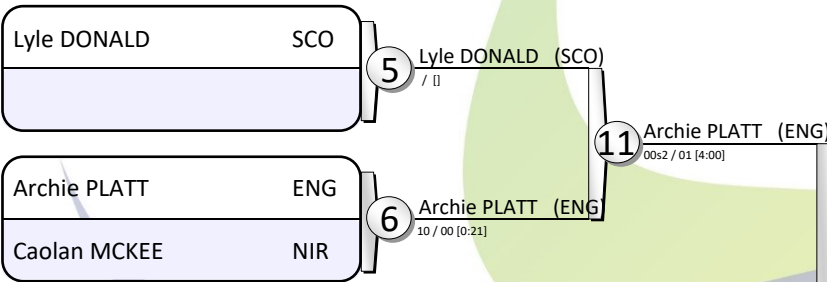 Lyle DONALD SCO
5
Lyle DONALD (SCO)
/ []
11
Archie PLATT (ENG)
00s2 / 01 [4:00]
Archie PLATT ENG
Caolan MCKEE NIR
6
Archie PLATT (ENG)
10 / 00 [0:21]